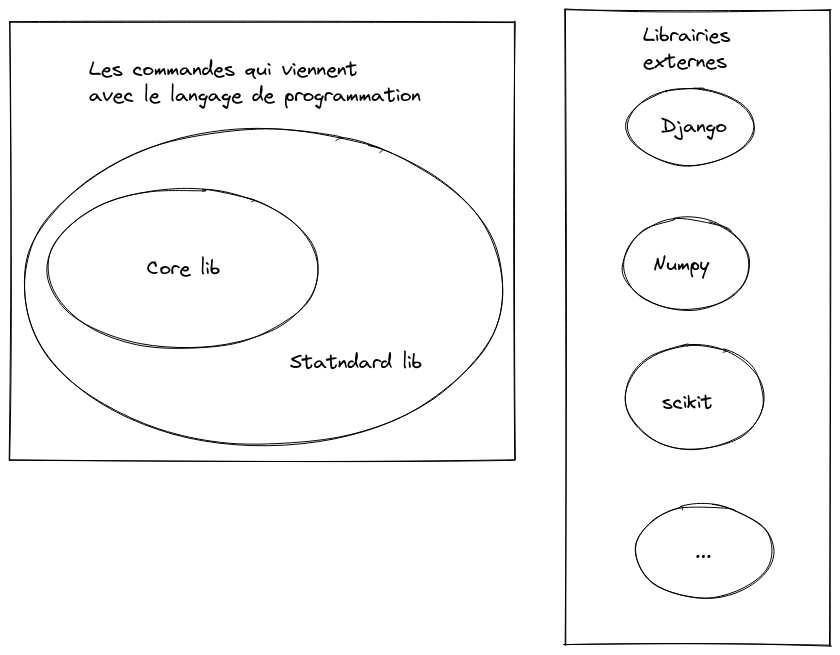 Les commandes qui viennent
avec le langage de programmation
Core lib
Statndard lib
Librairies
externes
Django
Numpy
scikit
...